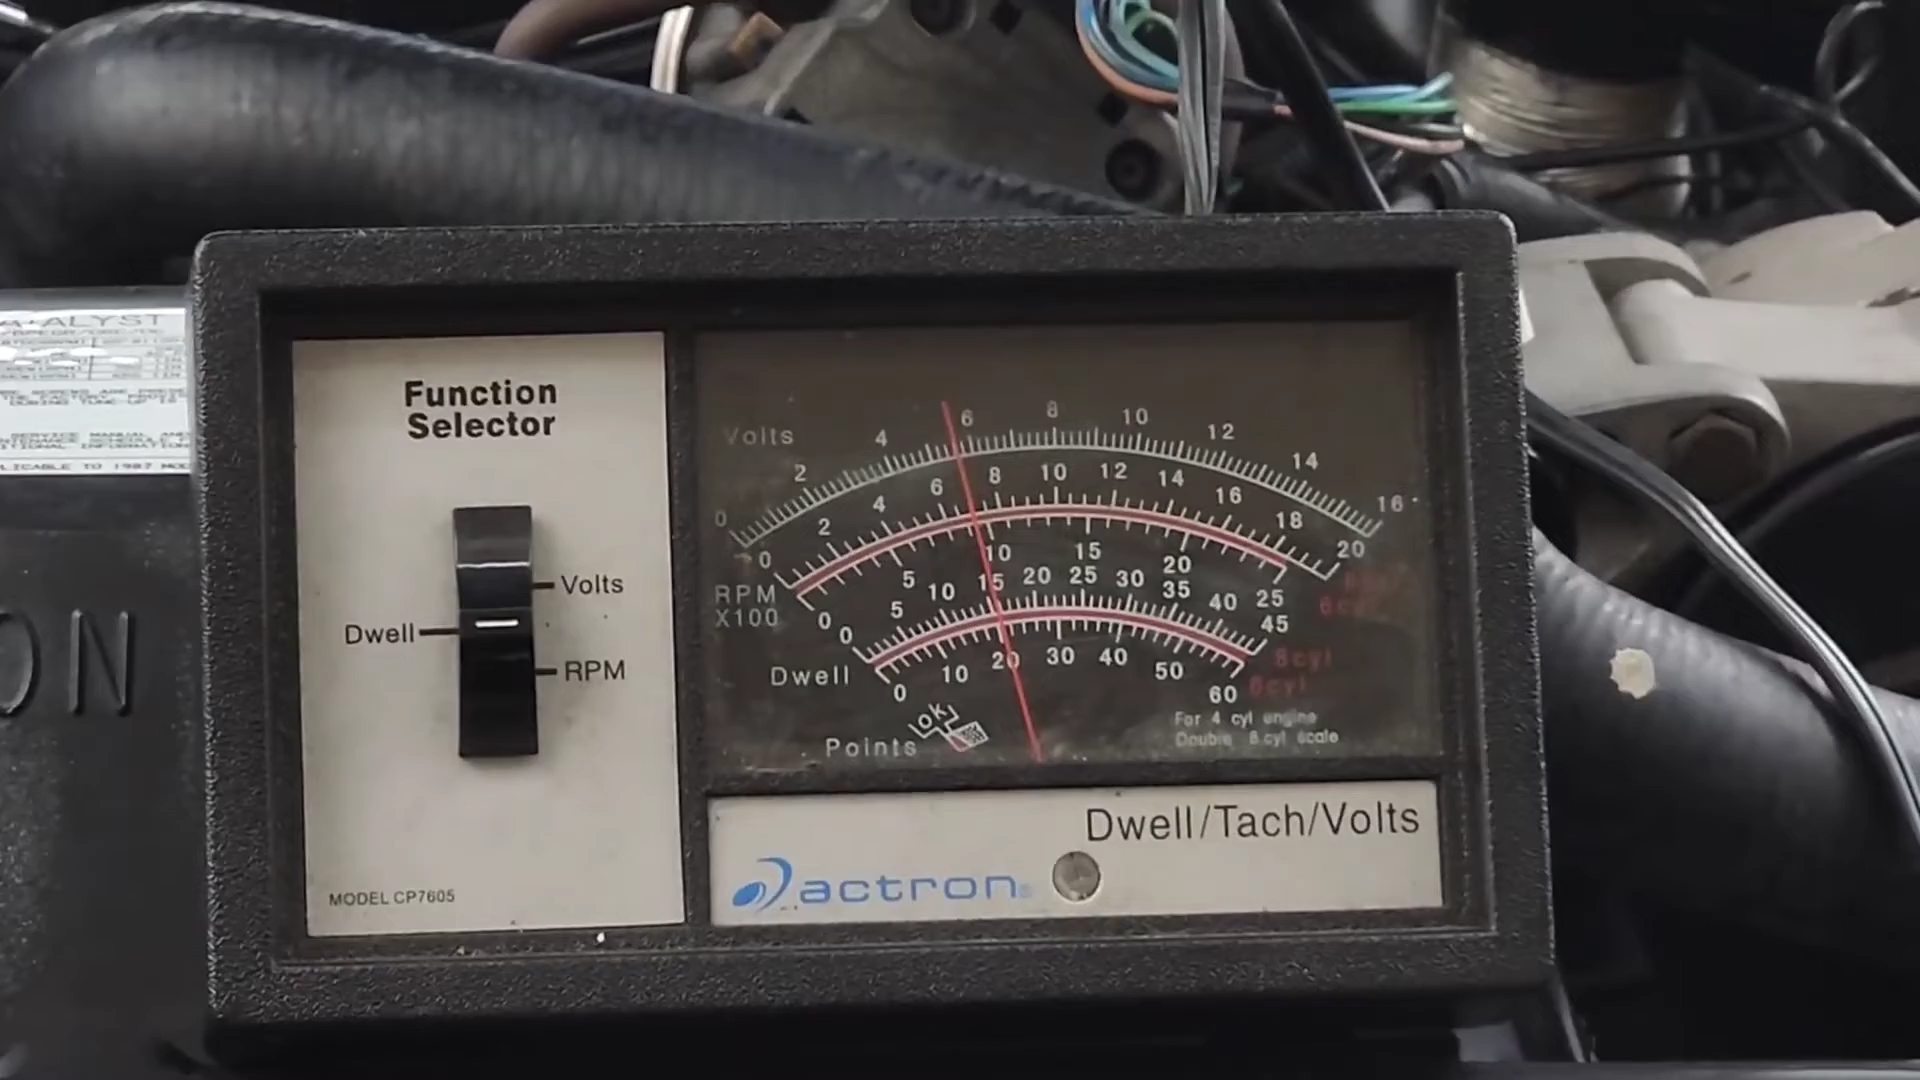 Function
Selector
Volts
Dwell
RPM
MODEL CP7605
Volts
0 2 4 6 8 10 12 14 16
0 2 4 6 8 10 12 14 16 18 20
RPM
X100
0 5 10 15 20 25
0 5 10 15 20 25 30 35 40 45
8cyl
6cyl
Dwell
0 10 20 30 40 50 60
Points
ok
For 4 cyl engine
Double 8 cyl scale
Dwell/Tach/Volts
actron
ON
ALYST